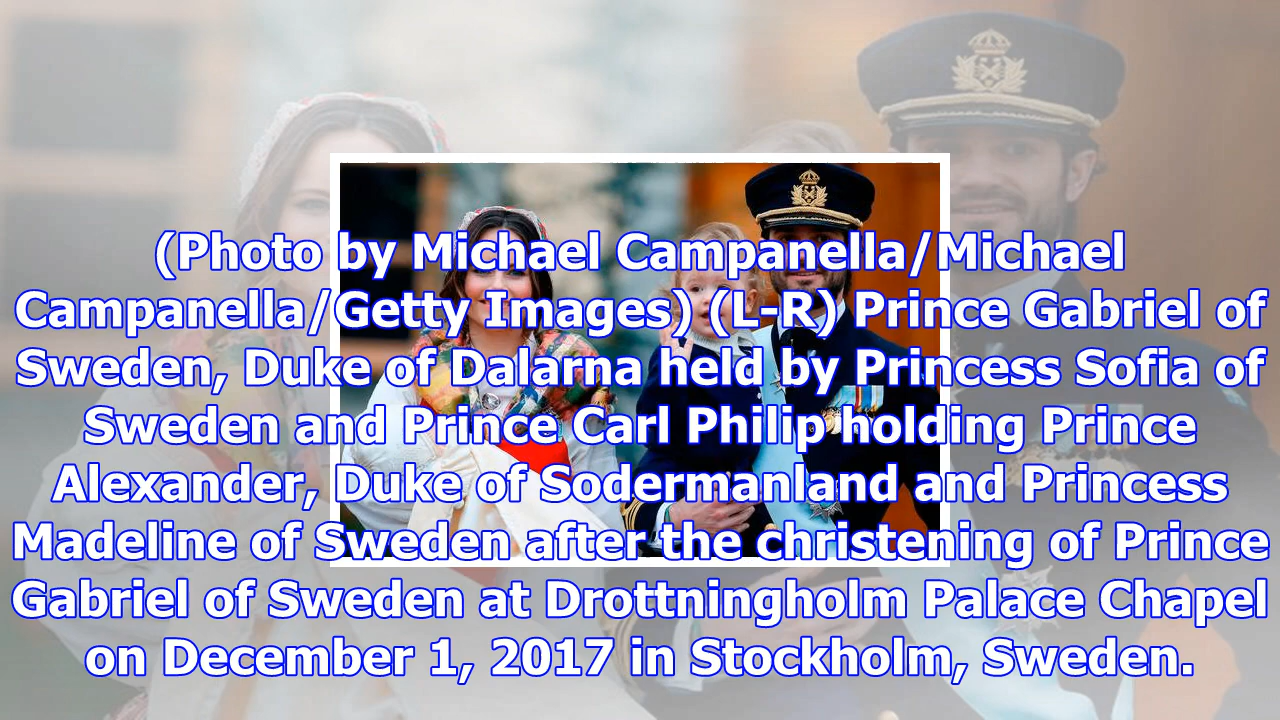 (Photo by Michael Campanella/Michael
Campanella/Getty Images) (L-R) Prince Gabriel of
Sweden, Duke of Dalarna held by Princess Sofia of
Sweden and Prince Carl Philip holding Prince
Alexander, Duke of Sodermanland and Princess
Madeline of Sweden after the christening of Prince
Gabriel of Sweden at Drottningholm Palace Chapel
on December 1, 2017 in Stockholm, Sweden.